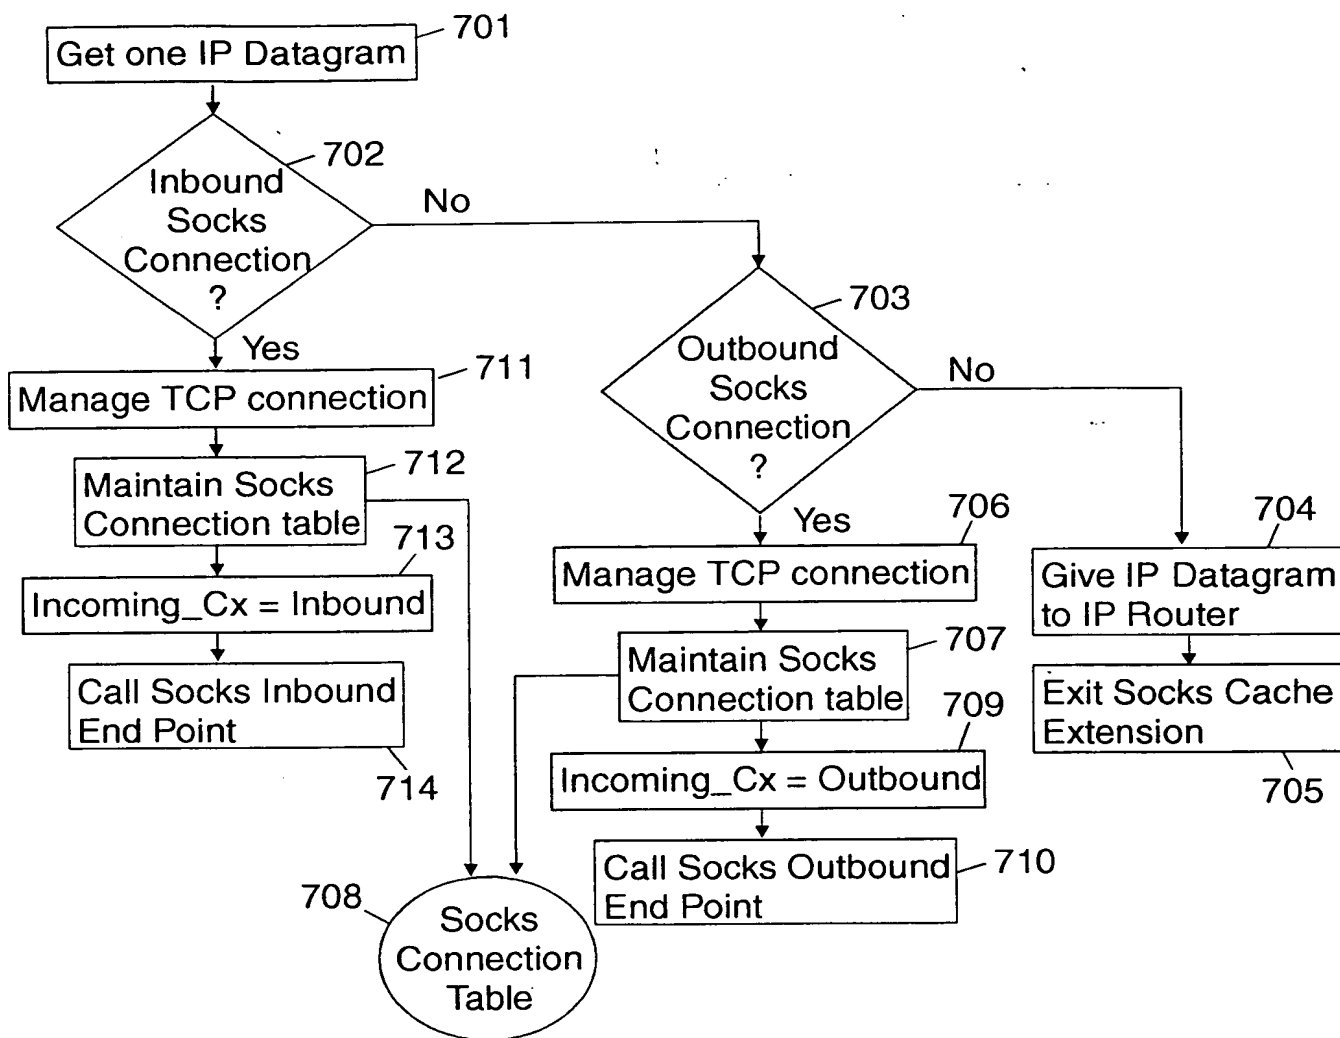 701
Get one IP Datagram
702
Inbound
Socks
Connection
?
No
Yes
703
Outbound
Socks
Connection
?
No
Yes
711
Manage TCP connection
712
Maintain Socks
Connection table
713
Incoming_Cx = Inbound
Call Socks Inbound
End Point
714
706
Manage TCP connection
707
Maintain Socks
Connection table
709
Incoming_Cx = Outbound
Call Socks Outbound
End Point
710
704
Give IP Datagram
to IP Router
Exit Socks Cache
Extension
705
708
Socks
Connection
Table